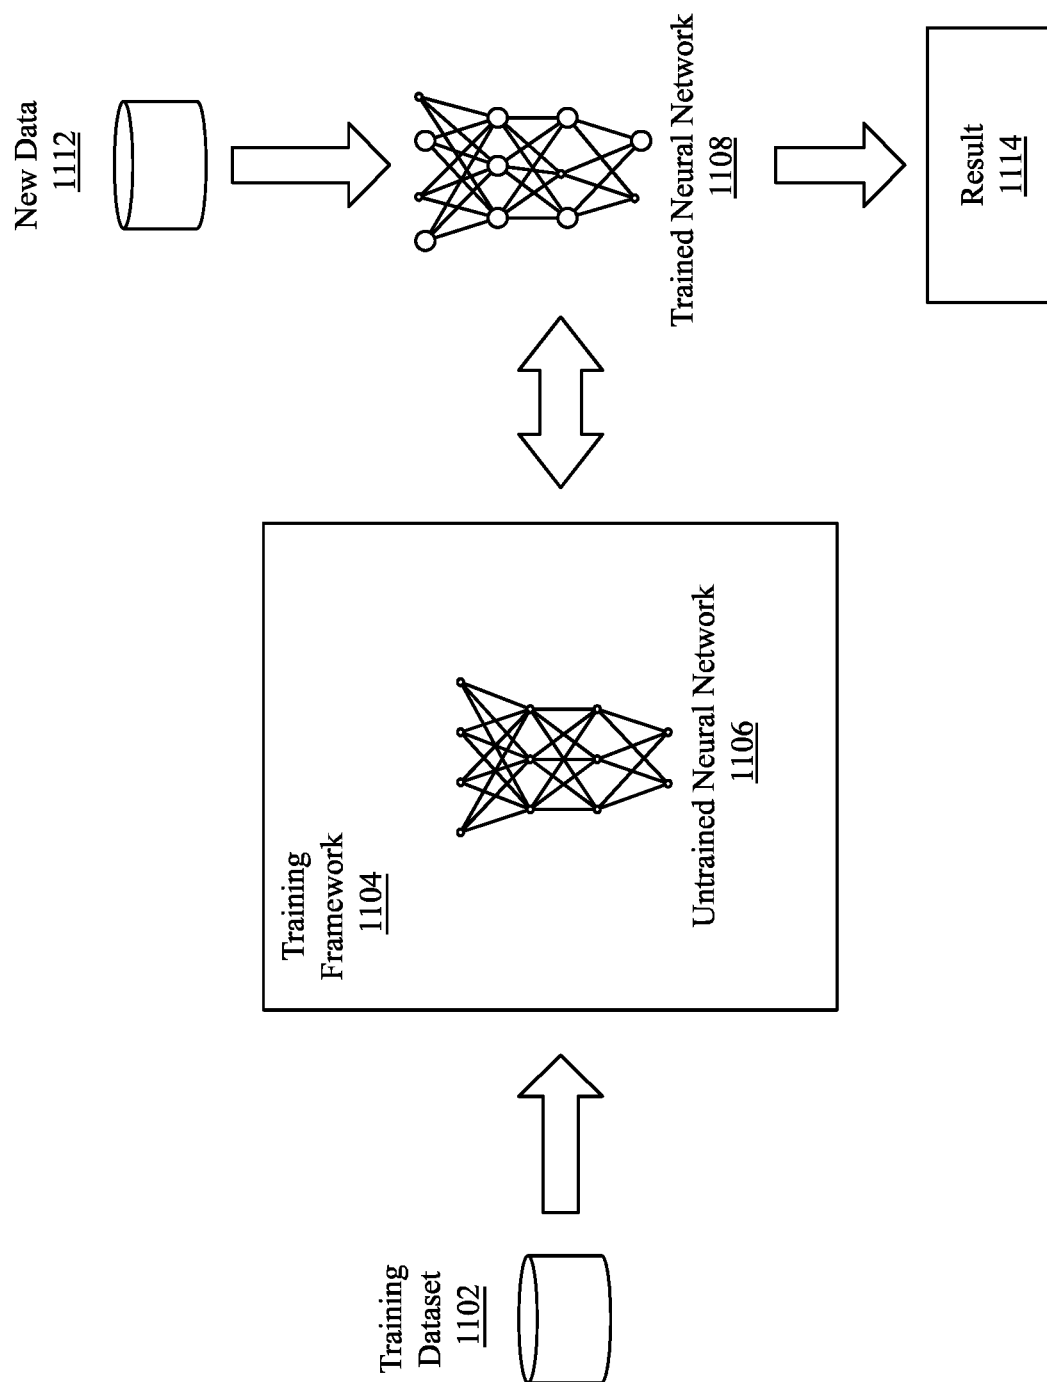 Training
Dataset
1102
Training
Framework
1104
Untrained Neural Network
1106
New Data
1112
Trained Neural Network
1108
Result
1114